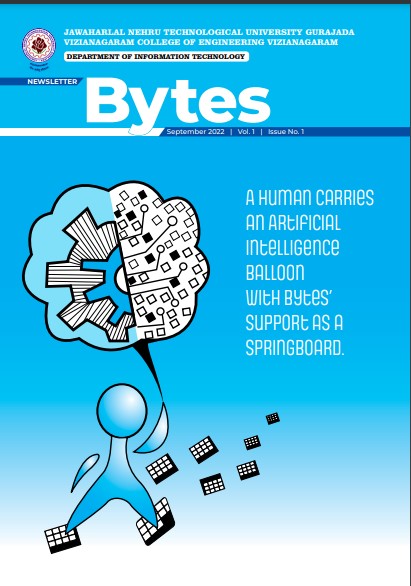 JAWAHARLAL NEHRU TECHNOLOGICAL UNIVERSITY GURAJADA
VIZIANAGARAM COLLEGE OF ENGINEERING VIZIANAGARAM
DEPARTMENT OF INFORMATION TECHNOLOGY
NEWSLETTER
Bytes
September 2022 | Vol. 1 | Issue No. 1
A HUMAN CARRIES
AN ARTIFICIAL
INTELLIGENCE
BALLOON
WITH BYTES’
SUPPORT AS A
SPRINGBOARD.